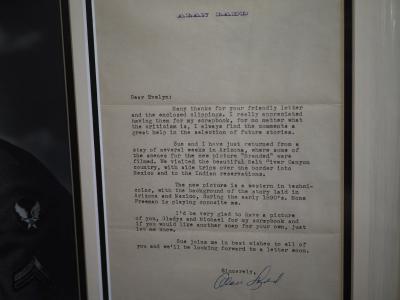 Dear Evelyn:
Many thanks for your friendly letter
and the enclosed clippings. I really appreciated
having them for my scrapbook, for no matter what
the criticism is, I always find the comments a
great help in the selection of future stories.
Sue and I have just returned from a
stay of several weeks in Arizona, where some of
the scenes for the new picture "Branded" were
filmed. We visited the beautiful Salt River Canyon
country, with side trips over the border into
Mexico and to the Indian reservations.
The new picture is a western in techni-
color, with the background of the story laid in
Arizona and Mexico, during the early 1890's. Mona
Freeman is playing opposite me.
I'd be very glad to have a picture
of you, Gladys and Michael for my scrapbook and
if you would like another snap for your own, just
let me know.
Sue joins me in best wishes to all of
you and we'll be looking forward to a letter soon.
Sincerely,
Alan Ladd